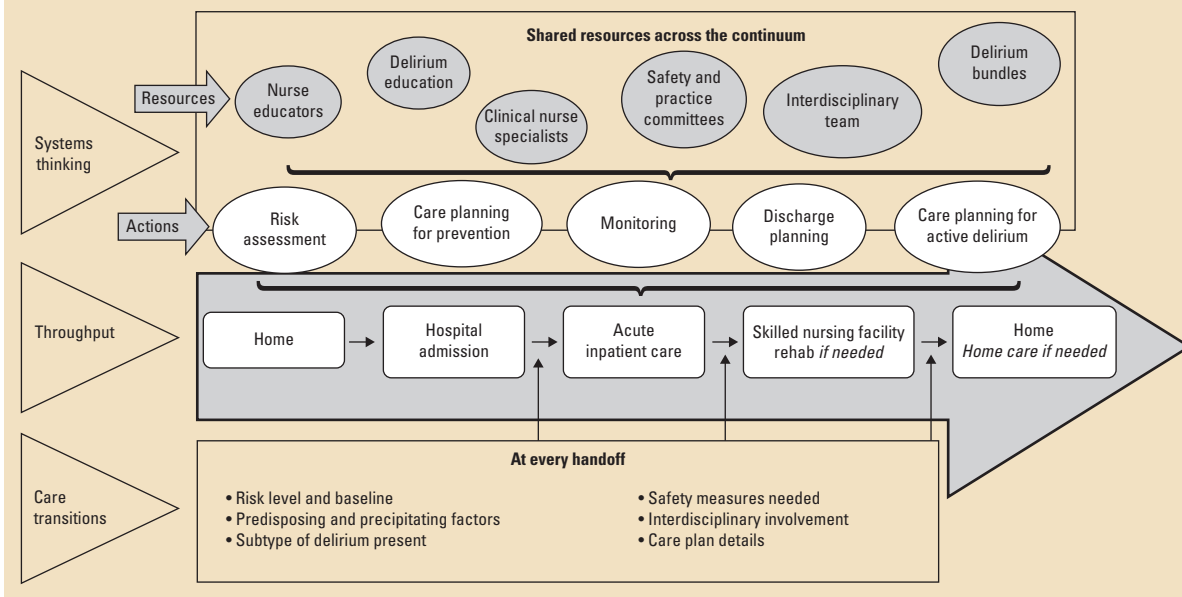 Shared resources across the continuum
Systems
thinking
Resources
Nurse
educators
Delirium
education
Clinical nurse
specialists
Safety and
practice
committees
Interdisciplinary
team
Delirium
bundles
Actions
Risk
assessment
Care planning
for prevention
Monitoring
Discharge
planning
Care planning for
active delirium
Throughput
Home
Hospital
admission
Acute
inpatient care
Skilled nursing facility
rehab if needed
Home
Home care if needed
Care
transitions
At every handoff
• Risk level and baseline
• Predisposing and precipitating factors
• Subtype of delirium present
• Safety measures needed
• Interdisciplinary involvement
• Care plan details